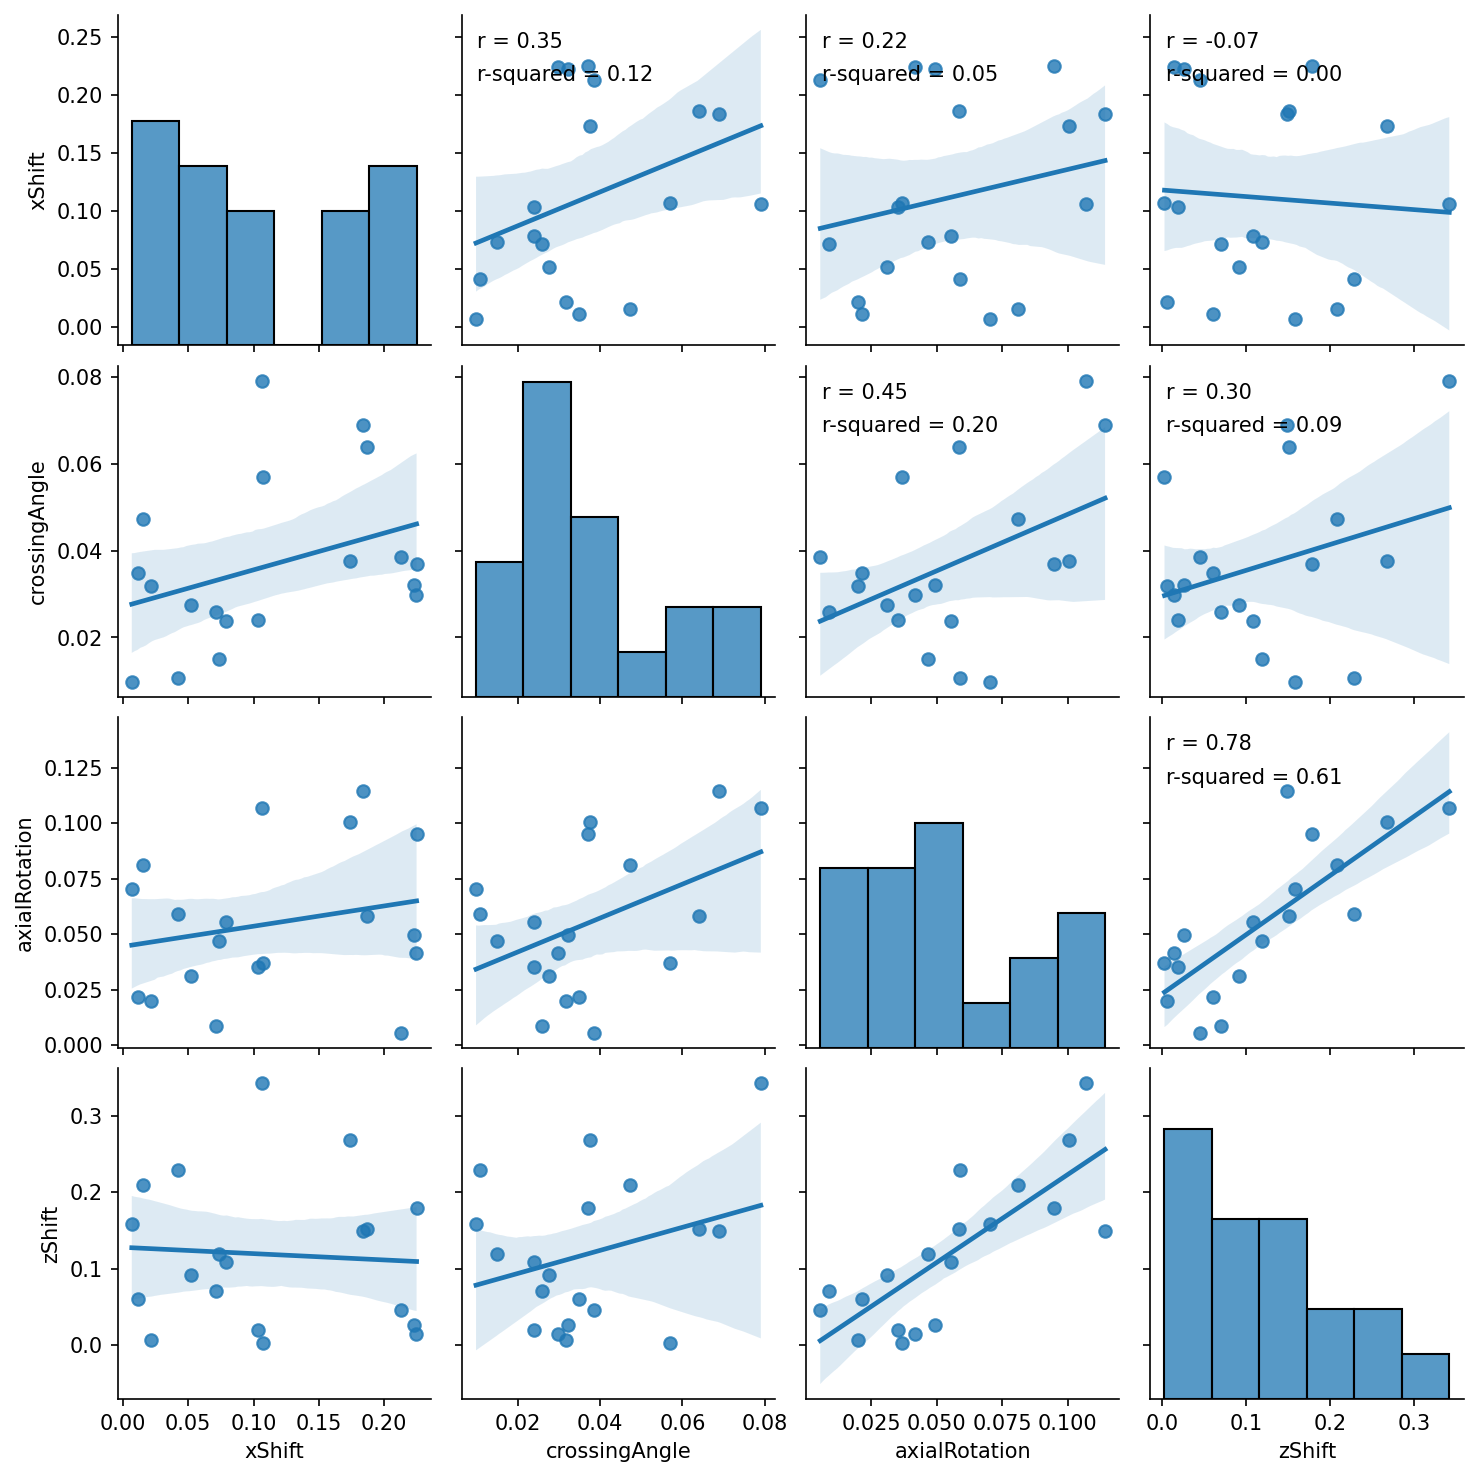 0.25
0.20
0.15
0.10
0.05
0.00
xShift
r = 0.35
r-squared = 0.12
r = 0.22
r-squared = 0.05
r = -0.07
r-squared = 0.00
0.08
0.06
0.04
0.02
crossingAngle
r = 0.45
r-squared = 0.20
r = 0.30
r-squared = 0.09
0.125
0.100
0.075
0.050
0.025
0.000
axialRotation
r = 0.78
r-squared = 0.61
0.3
0.2
0.1
0.0
zShift
0.00 0.05 0.10 0.15 0.20
xShift
0.02 0.04 0.06 0.08
crossingAngle
0.025 0.050 0.075 0.100
axialRotation
0.0 0.1 0.2 0.3
zShift